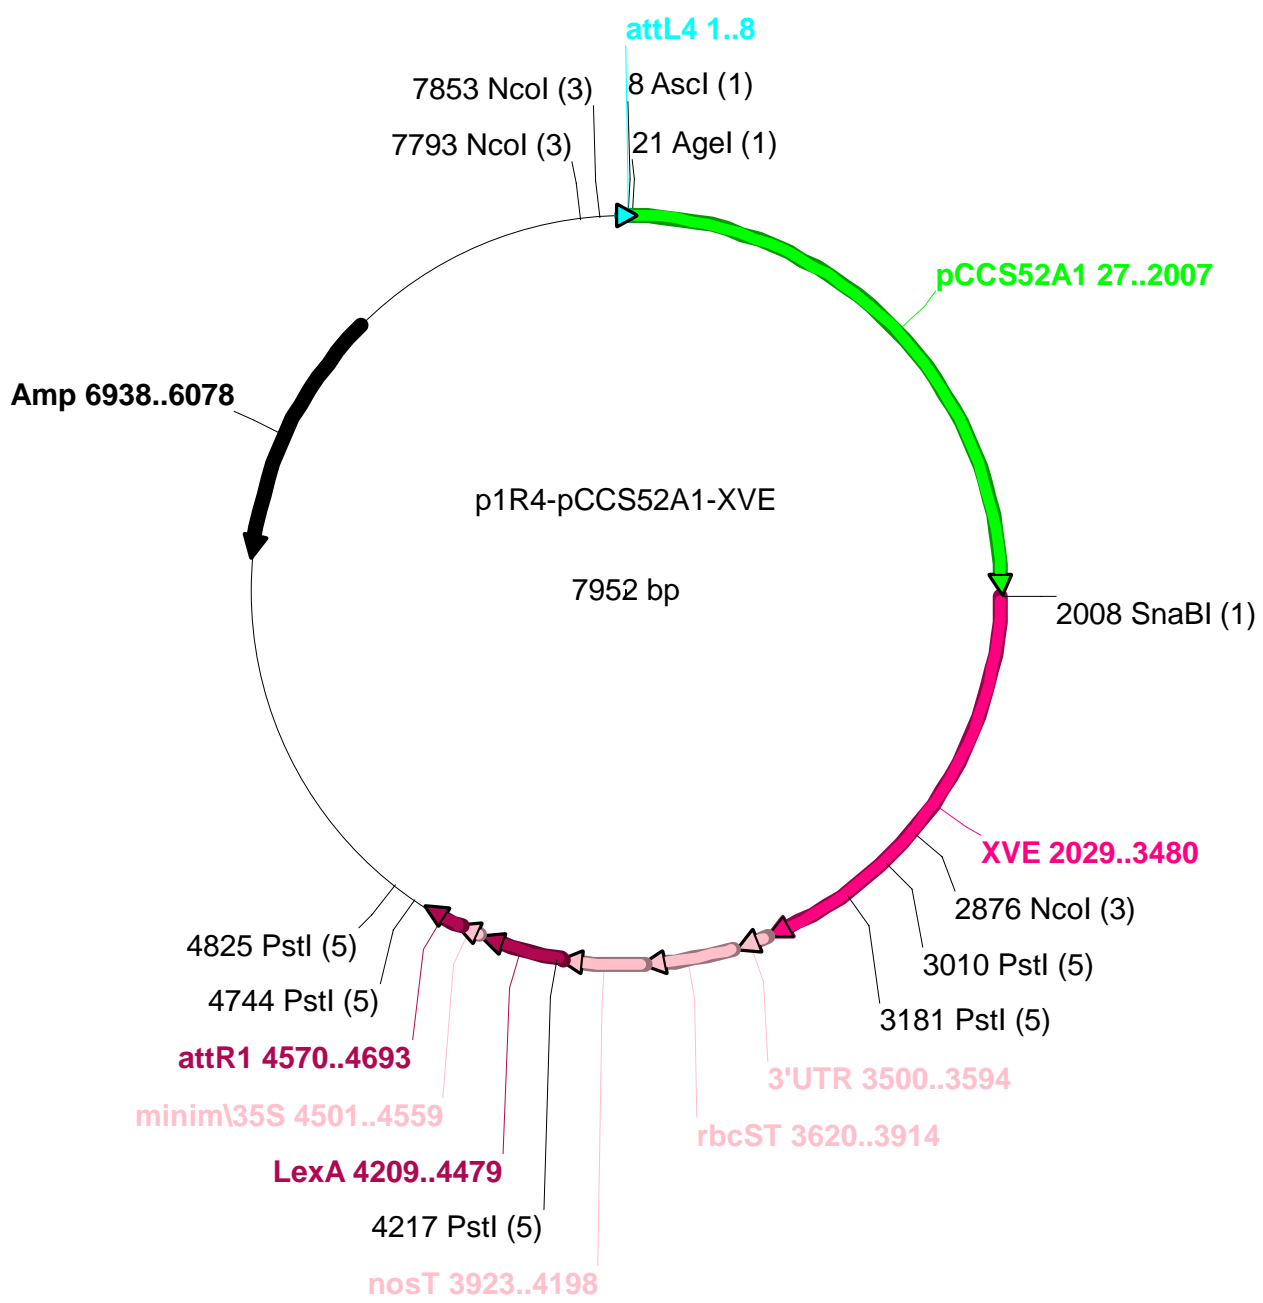 attL4 1..8
7853 NcoI (3)
8 AscI (1)
7793 NcoI (3)
21 AgeI (1)
pCCS52A1 27..2007
Amp 6938..6078
p1R4-pCCS52A1-XVE
7952 bp
2008 SnaBI (1)
XVE 2029..3480
2876 NcoI (3)
4825 PstI (5)
3010 PstI (5)
4744 PstI (5)
3181 PstI (5)
attR1 4570..4693
3'UTR 3500..3594
minim\35S 4501..4559
rbcST 3620..3914
LexA 4209..4479
4217 PstI (5)
nosT 3923..4198